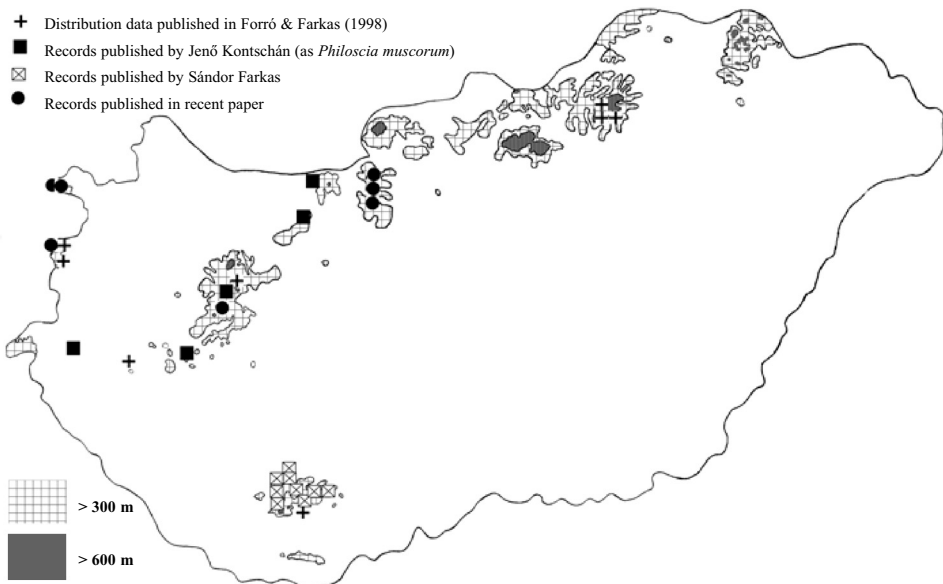 Distribution data published in Forró & Farkas (1998)
Records published by Jenő Kontschán (as Philoscia muscorum)
Records published by Sándor Farkas
Records published in recent paper
> 300 m
> 600 m